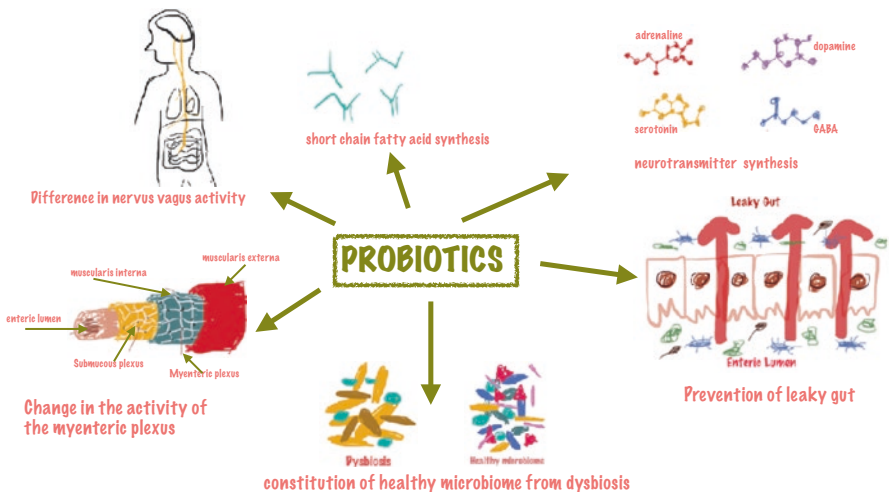 adrenaline
dopamine
serotonin
GABA
short chain fatty acid synthesis
neurotransmitter synthesis
Difference in nervus vagus activity
Leaky Gut
PROBIOTICS
muscularis externa
muscularis interna
enteric lumen
Submucous plexus
Myenteric plexus
Enteric Lumen
Change in the activity of
the myenteric plexus
Prevention of leaky gut
Dysbiosis
Healthy microbiome
constitution of healthy microbiome from dysbiosis